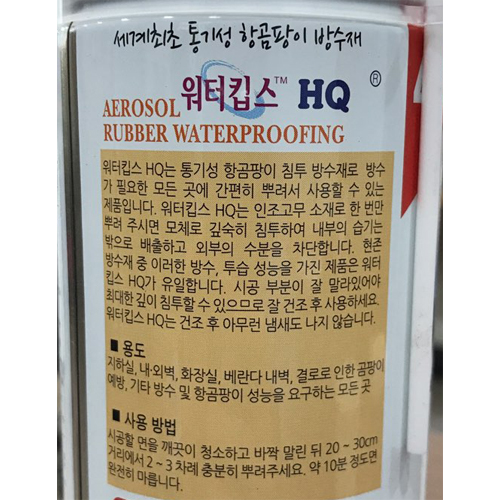 세계최초 통기성 항곰팡이 방수재
워터킵스™ HQ ®
AEROSOL
RUBBER WATERPROOFING
워터킵스 HQ는 통기성 항곰팡이 침투 방수재로 방수
가 필요한 모든 곳에 간편히 뿌려서 사용할 수 있는
제품입니다. 워터킵스 HQ는 인조고무 소재로 한 번만
뿌려 주시면 모체로 깊숙히 침투하여 내부의 습기는
밖으로 배출하고 외부의 수분을 차단합니다. 현존
방수재 중 이러한 방수, 투습 성능을 가진 제품은 워터
킵스 HQ가 유일합니다. 시공 부분이 잘 말라있어야
최대한 깊이 침투할 수 있으므로 잘 건조 후 사용하세요.
워터킵스 HQ는 건조 후 아무런 냄새도 나지 않습니다.
■ 용도
지하실, 내·외벽, 화장실, 베란다 내벽, 결로로 인한 곰팡이
예방, 기타 방수 및 항곰팡이 성능을 요구하는 모든 곳
■ 사용 방법
시공할 면을 깨끗이 청소하고 바짝 말린 뒤 20 ~ 30cm
거리에서 2 ~ 3 차례 충분히 뿌려주세요. 약 10분 정도면
완전히 마릅니다.